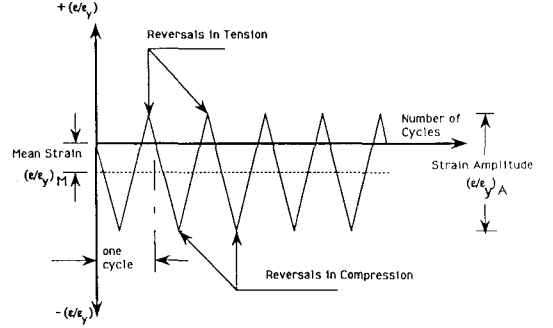 +(ε/εy)
Reversals in Tension
Number of
Cycles
Mean Strain
(ε/εy) M
Strain Amplitude
(ε/εy) A
one
cycle
Reversals in Compression
-(ε/εy)